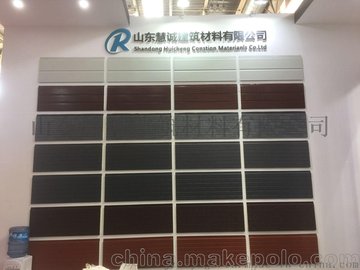 R 山东慧诚建筑材料有限公司
Shandong Huicheng Constion Materials Co.Ltd
china.makepolo.com